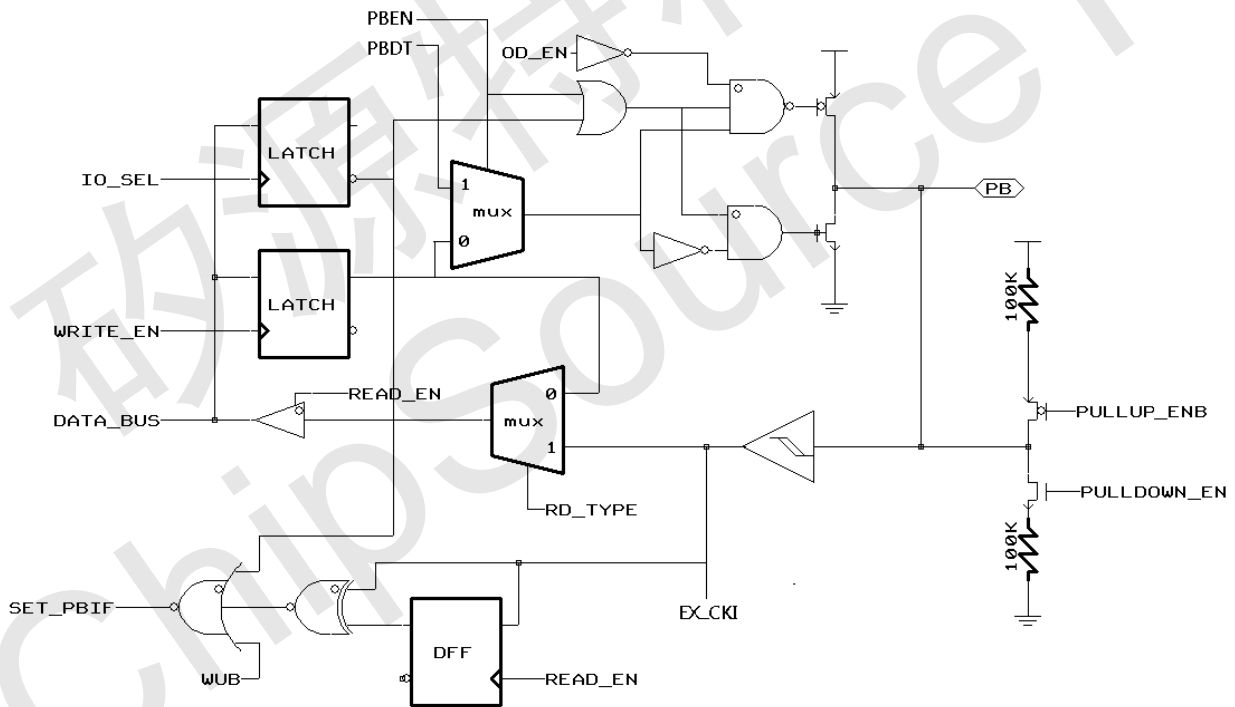 PBEN
PBDT
OD_EN
LATCH
IO_SEL
1
mux
0
PB
LATCH
WRITE_EN
100K
READ_EN
0
DATA_BUS
mux
PULLUP_ENB
1
PULLDOWN_EN
RD_TYPE
100K
SET_PBIF
EX_CKI
DFF
WUB
READ_EN
矽源特
ChipSource